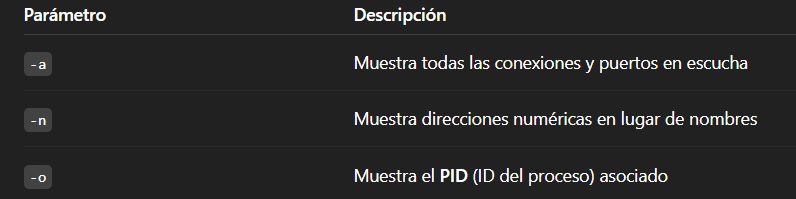 Parámetro Descripción
-a Muestra todas las conexiones y puertos en escucha
-n Muestra direcciones numéricas en lugar de nombres
-o Muestra el PID (ID del proceso) asociado